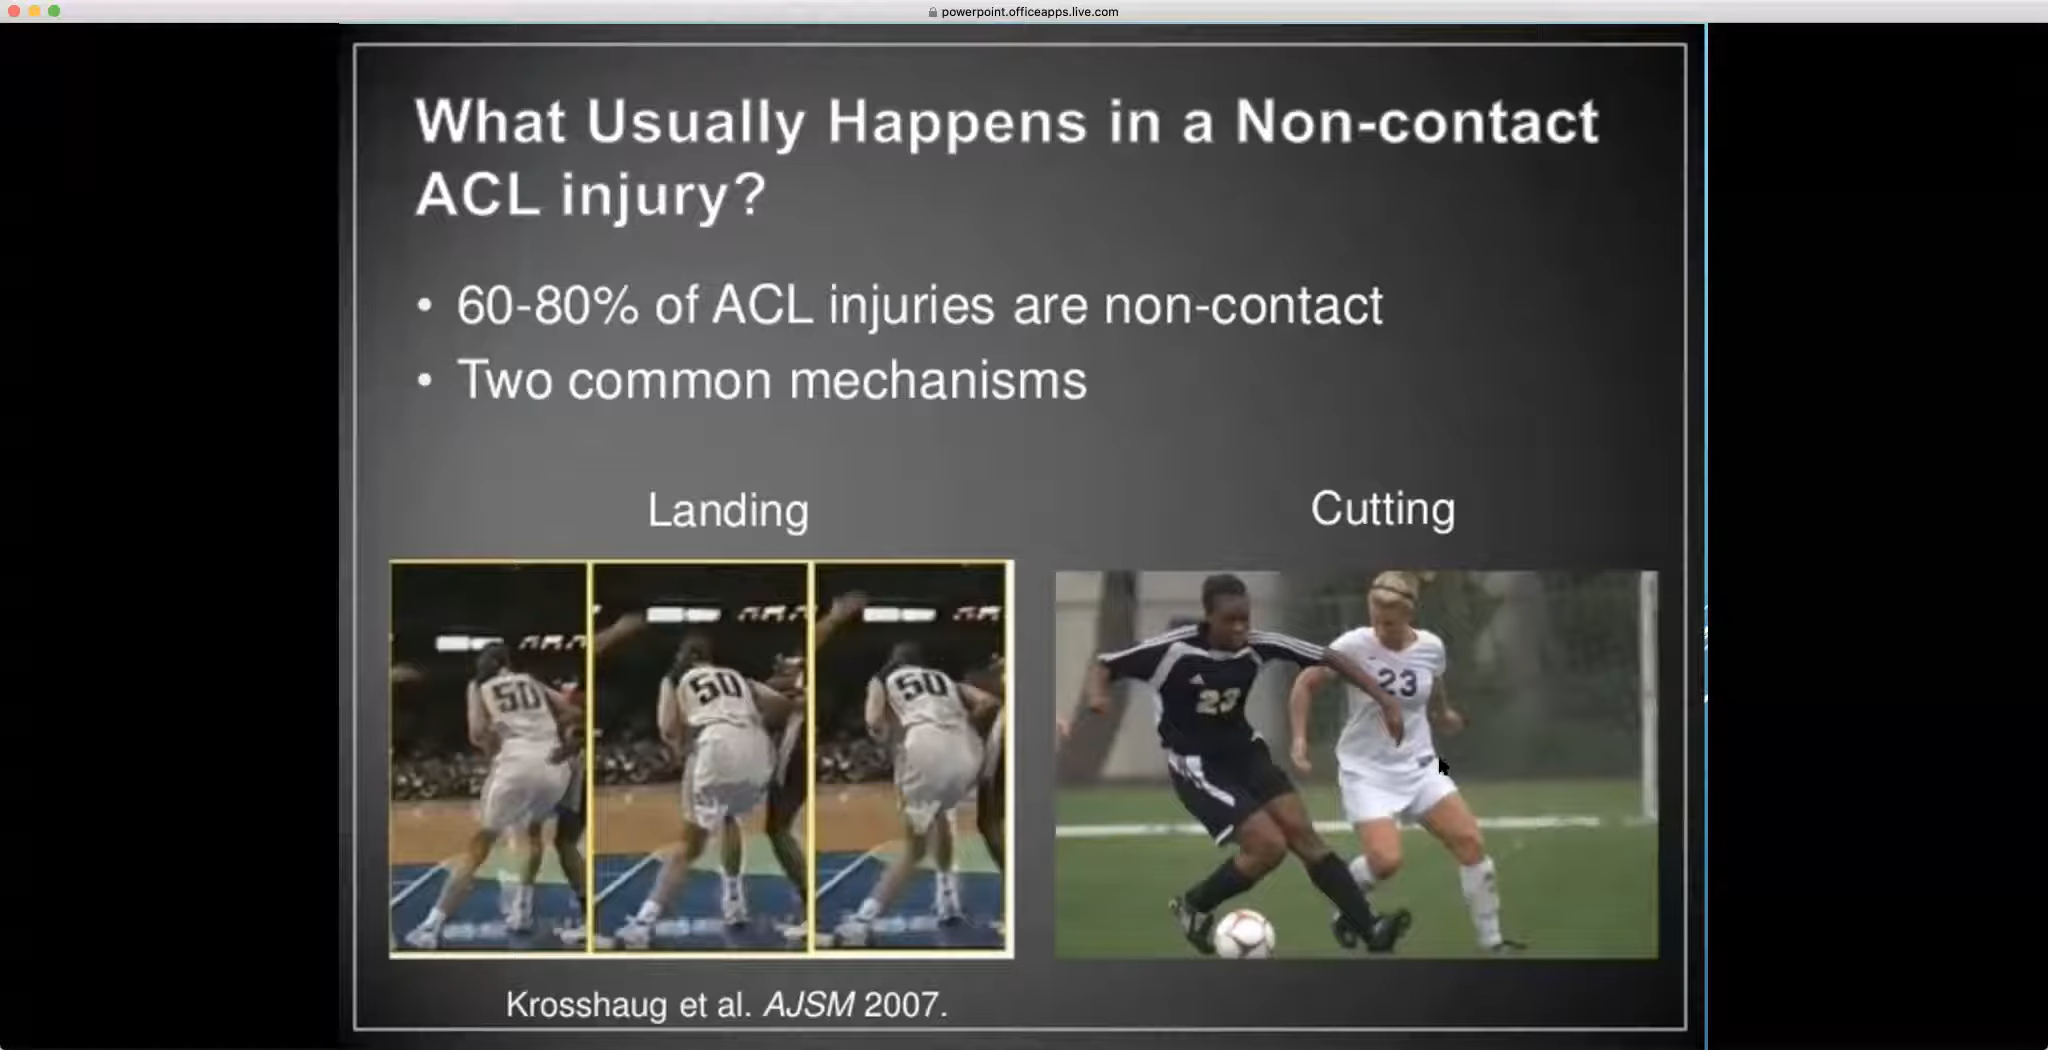 powerpoint.officeapps.live.com
What Usually Happens in a Non-contact
ACL injury?
• 60-80% of ACL injuries are non-contact
• Two common mechanisms
Landing
Cutting
50
50
50
23
23
Krosshaug et al. AJSM 2007.